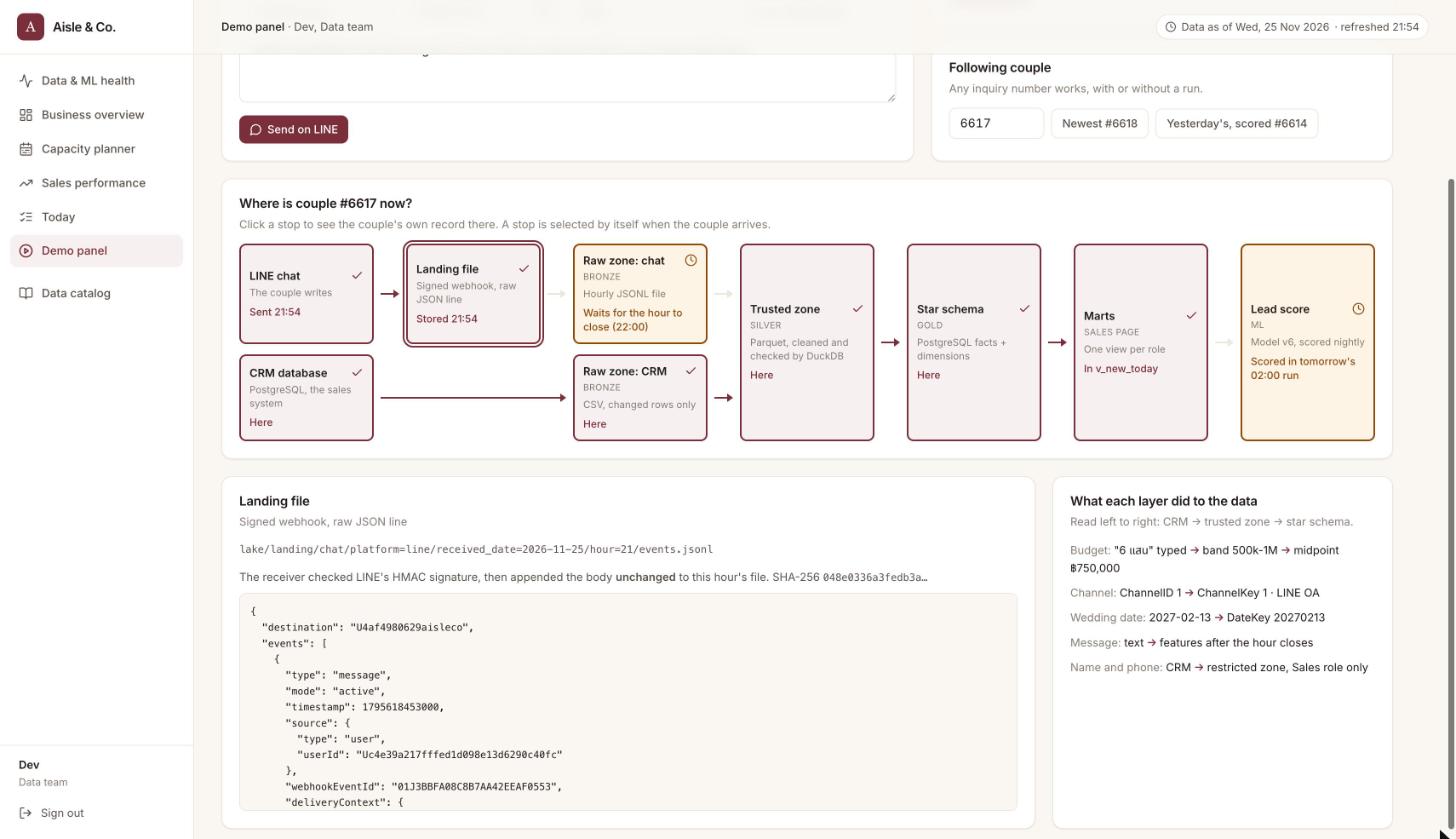 A
Aisle & Co.
Demo panel · Dev, Data team
Data as of Wed, 25 Nov 2026 · refreshed 21:54
Data & ML health
Business overview
Capacity planner
Sales performance
Today
Demo panel
Data catalog
Dev
Data team
Sign out
Send on LINE
Following couple
Any inquiry number works, with or without a run.
6617
Newest #6618
Yesterday's, scored #6614
Where is couple #6617 now?
Click a stop to see the couple's own record there. A stop is selected by itself when the couple arrives.
LINE chat
The couple writes
Sent 21:54
Landing file
Signed webhook, raw
JSON line
Stored 21:54
Raw zone: chat
BRONZE
Hourly JSONL file
Waits for the hour to
close (22:00)
CRM database
PostgreSQL, the sales
system
Here
Raw zone: CRM
BRONZE
CSV, changed rows only
Here
Trusted zone
SILVER
Parquet, cleaned and
checked by DuckDB
Here
Star schema
GOLD
PostgreSQL facts +
dimensions
Here
Marts
SALES PAGE
One view per role
In v_new_today
Lead score
ML
Model v6, scored nightly
Scored in tomorrow's
02:00 run
Landing file
Signed webhook, raw JSON line
lake/landing/chat/platform=line/received_date=2026-11-25/hour=21/events.jsonl
The receiver checked LINE's HMAC signature, then appended the body unchanged to this hour's file. SHA-256 048e0336a3fedb3a…
{
"destination": "U4af4980629aisleco",
"events": [
{
"type": "message",
"mode": "active",
"timestamp": 1795618453000,
"source": {
"type": "user",
"userId": "Uc4e39a217fffed1d098e13d6290c40fc"
},
"webhookEventId": "01J3BBFA08C8B7AA42EEAF0553",
"deliveryContext": {
What each layer did to the data
Read left to right: CRM → trusted zone → star schema.
Budget: "6 แสน" typed → band 500k-1M → midpoint
฿750,000
Channel: ChannelID 1 → ChannelKey 1 · LINE OA
Wedding date: 2027-02-13 → DateKey 20270213
Message: text → features after the hour closes
Name and phone: CRM → restricted zone, Sales role only